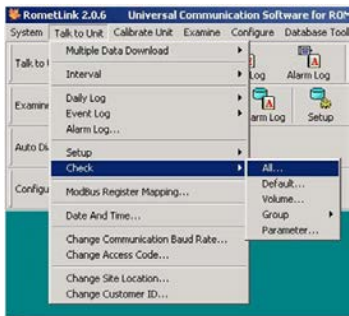 RometLink 2.0.6 Universal Communication Software for ROM
System Talk to Unit Calibrate Unit Examine Configure Database Tool
Talk to
Multiple Data Download
Interval
Log
Alarm Log
Examine
Daily Log
Event Log
Alarm Log...
arm Log
Setup
Auto Di
Setup
Check
All...
Configu
ModBus Register Mapping...
Default...
Volume...
Date And Time...
Group
Parameter...
Change Communication Baud Rate...
Change Access Code...
Change Site Location...
Change Customer ID...